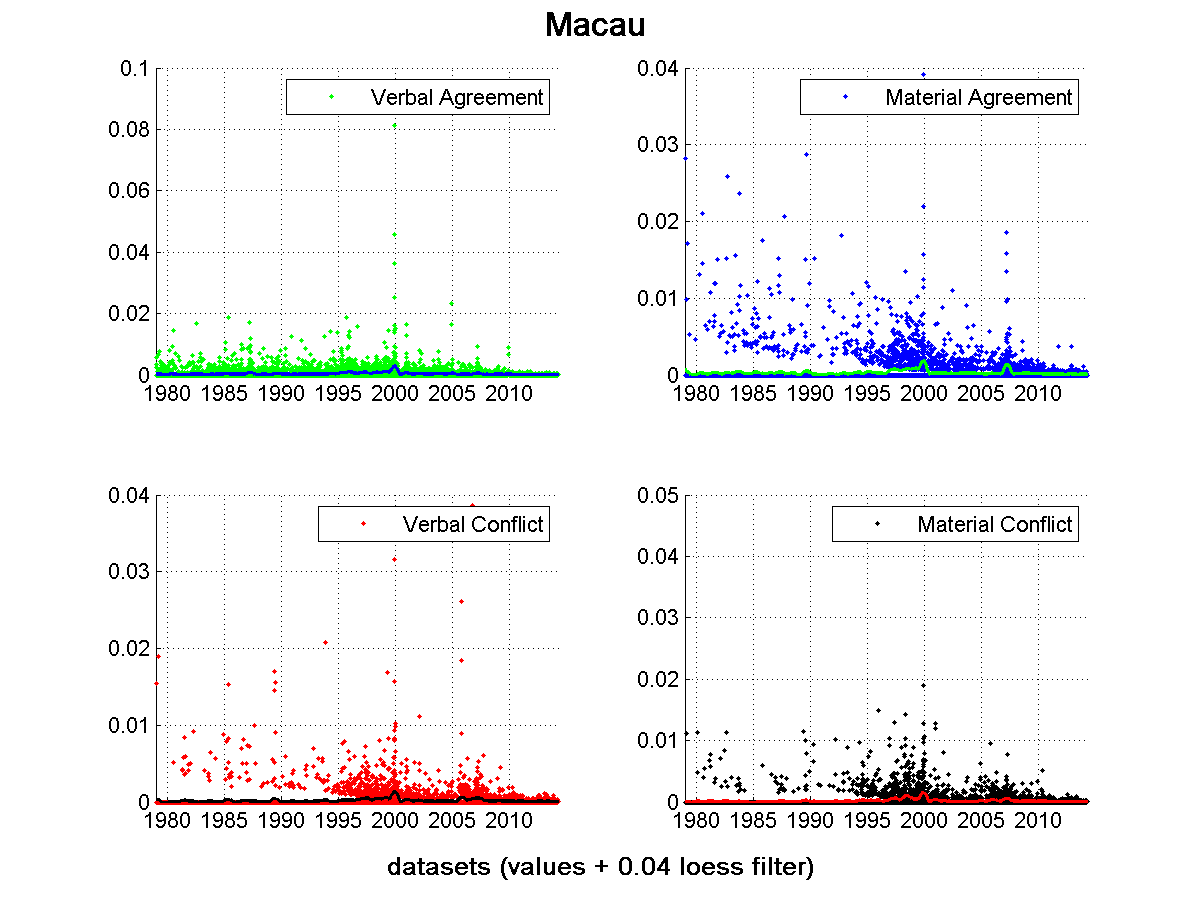 Macau
0.1
0.08
0.06
0.04
0.02
0
1980 1985 1990 1995 2000 2005 2010
Verbal Agreement
0.04
0.03
0.02
0.01
0
1980 1985 1990 1995 2000 2005 2010
Material Agreement
0.04
0.03
0.02
0.01
0
1980 1985 1990 1995 2000 2005 2010
Verbal Conflict
0.05
0.04
0.03
0.02
0.01
0
1980 1985 1990 1995 2000 2005 2010
Material Conflict
datasets (values + 0.04 loess filter)